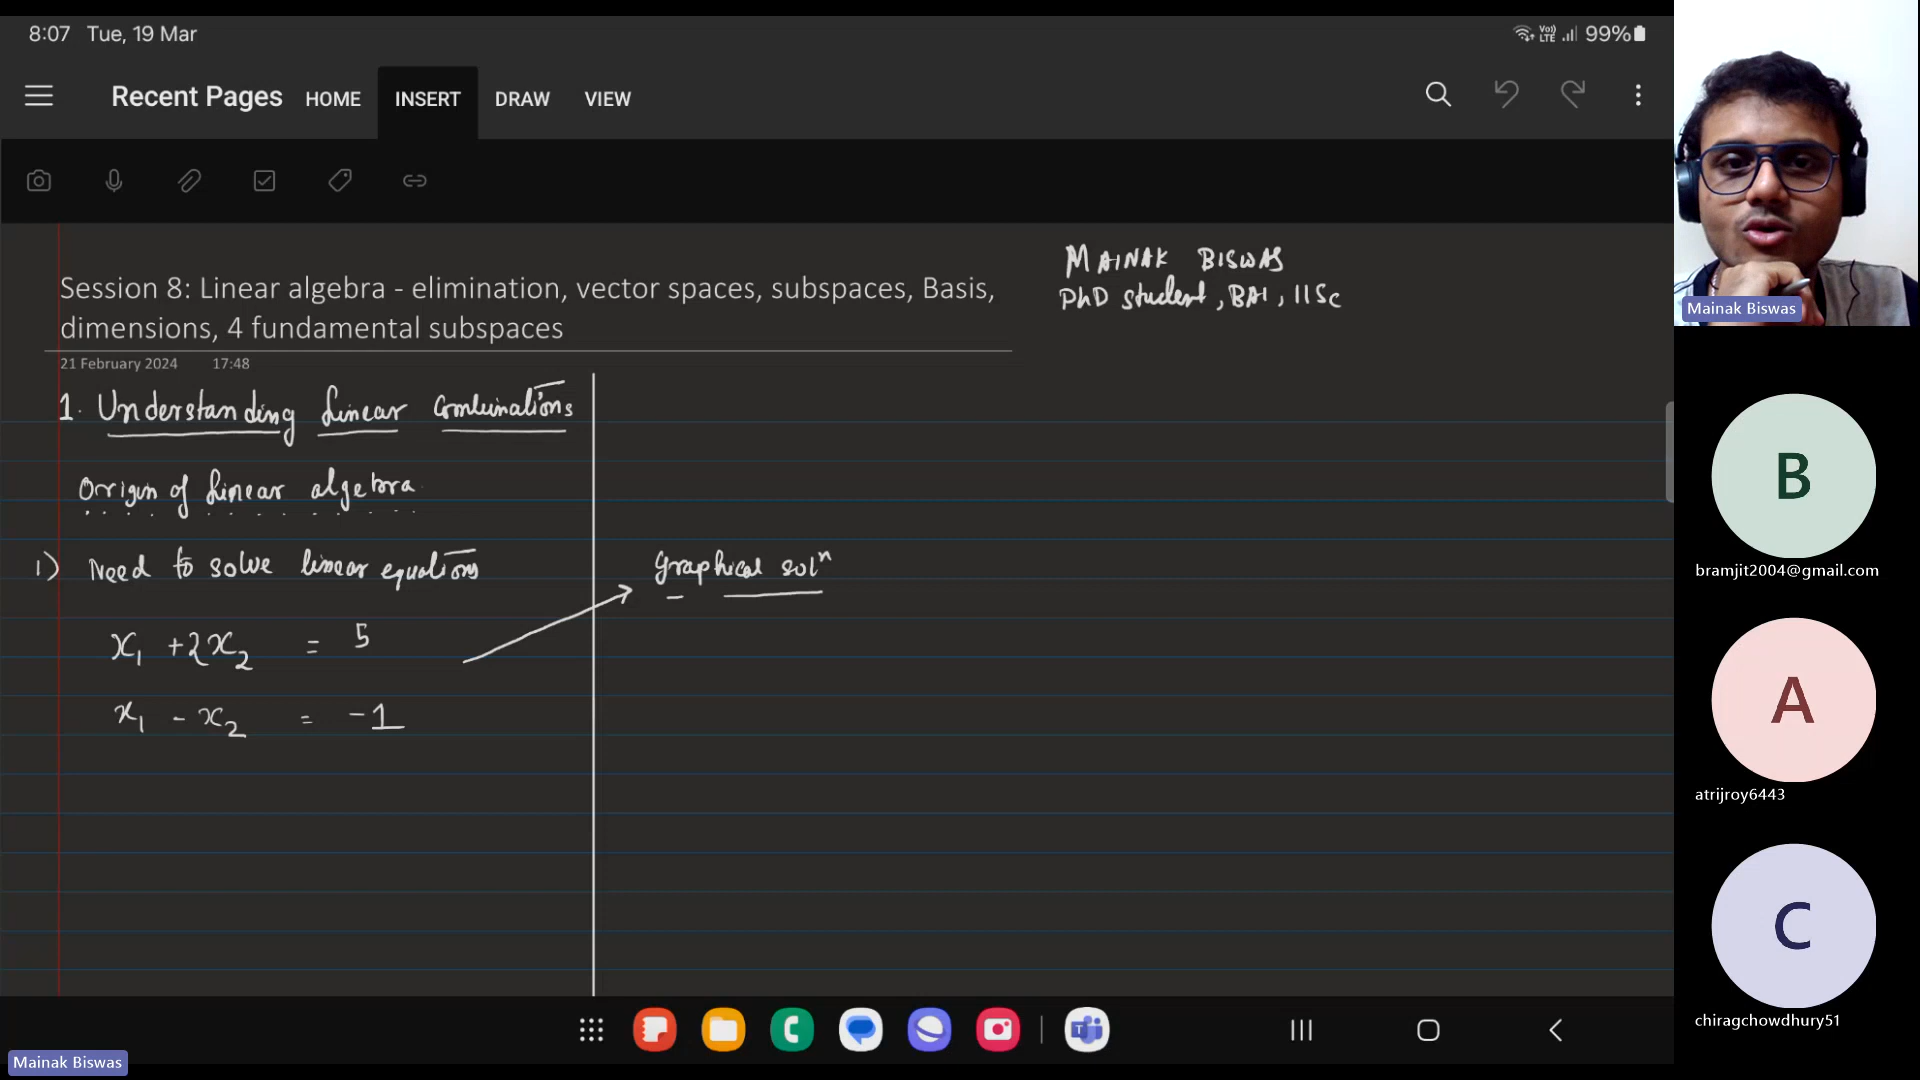 8:07 Tue, 19 Mar
Vo)) LTE 99%
Recent Pages HOME INSERT DRAW VIEW
MAINAK BISWAS
PhD student, BAI, IISc
Session 8: Linear algebra - elimination, vector spaces, subspaces, Basis,
dimensions, 4 fundamental subspaces
21 February 2024 17:48
1. Understanding linear combinations
Origin of linear algebra
1) Need to solve linear equations
Graphical solⁿ
x₁ + 2x₂ = 5
x₁ - x₂ = -1
Mainak Biswas
B
bramjit2004@gmail.com
A
atrijroy6443
C
chiragchowdhury51
Mainak Biswas